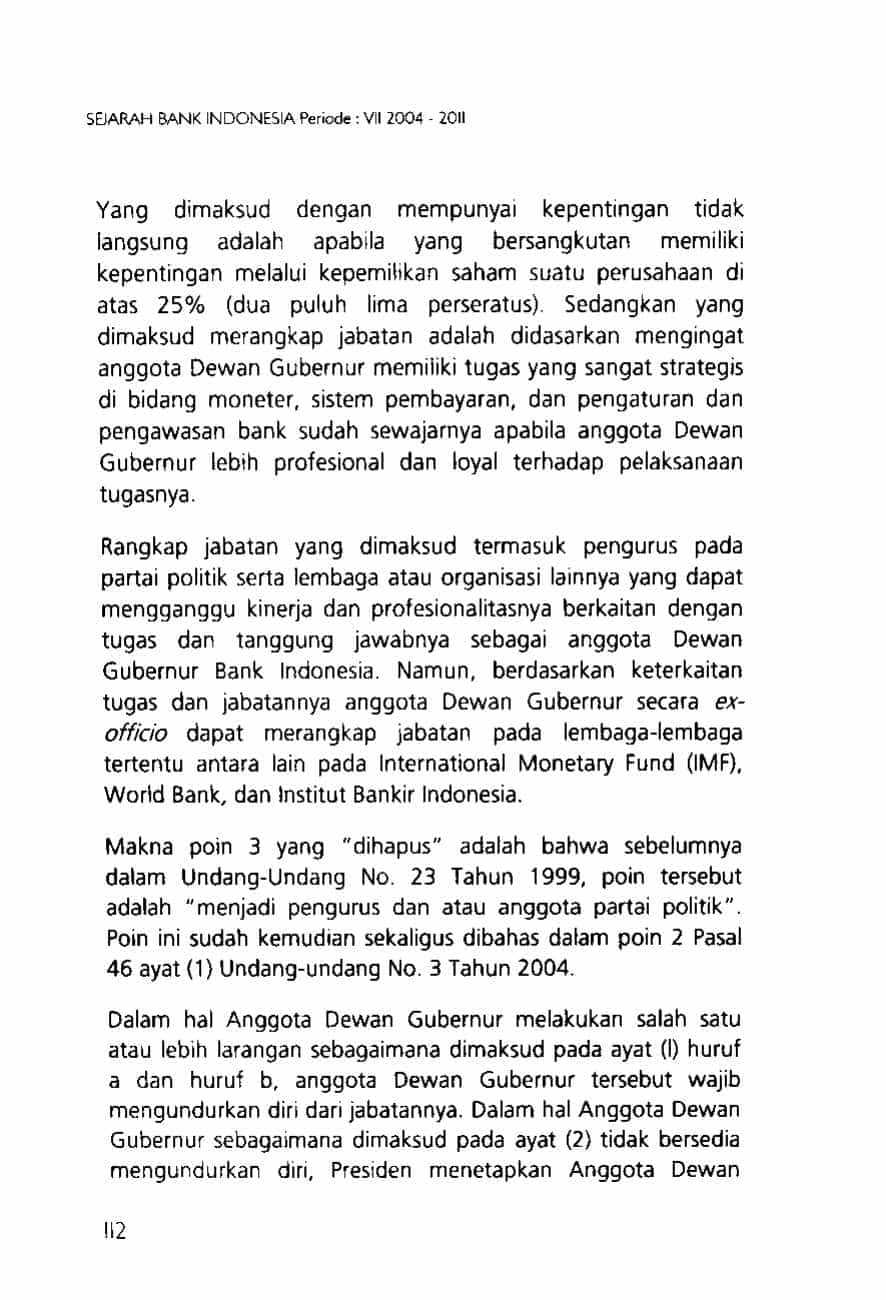 SEJARAH BANK INDONESIA Periode : VII 2004 - 2011
Yang dimaksud dengan mempunyai kepentingan tidak
langsung adalah apabila yang bersangkutan memiliki
kepentingan melalui kepemilikan saham suatu perusahaan di
atas 25% (dua puluh lima perseratus). Sedangkan yang
dimaksud merangkap jabatan adalah didasarkan mengingat
anggota Dewan Gubernur memiliki tugas yang sangat strategis
di bidang moneter, sistem pembayaran, dan pengaturan dan
pengawasan bank sudah sewajarnya apabila anggota Dewan
Gubernur lebih profesional dan loyal terhadap pelaksanaan
tugasnya.
Rangkap jabatan yang dimaksud termasuk pengurus pada
partai politik serta lembaga atau organisasi lainnya yang dapat
mengganggu kinerja dan profesionalitasnya berkaitan dengan
tugas dan tanggung jawabnya sebagai anggota Dewan
Gubernur Bank Indonesia. Namun, berdasarkan keterkaitan
tugas dan jabatannya anggota Dewan Gubernur secara ex-
officio dapat merangkap jabatan pada lembaga-lembaga
tertentu antara lain pada International Monetary Fund (IMF),
World Bank, dan Institut Bankir Indonesia.
Makna poin 3 yang "dihapus" adalah bahwa sebelumnya
dalam Undang-Undang No. 23 Tahun 1999, poin tersebut
adalah "menjadi pengurus dan atau anggota partai politik".
Poin ini sudah kemudian sekaligus dibahas dalam poin 2 Pasal
46 ayat (1) Undang-undang No. 3 Tahun 2004.
Dalam hal Anggota Dewan Gubernur melakukan salah satu
atau lebih larangan sebagaimana dimaksud pada ayat (l) huruf
a dan huruf b, anggota Dewan Gubernur tersebut wajib
mengundurkan diri dari jabatannya. Dalam hal Anggota Dewan
Gubernur sebagaimana dimaksud pada ayat (2) tidak bersedia
mengundurkan diri, Presiden menetapkan Anggota Dewan
112